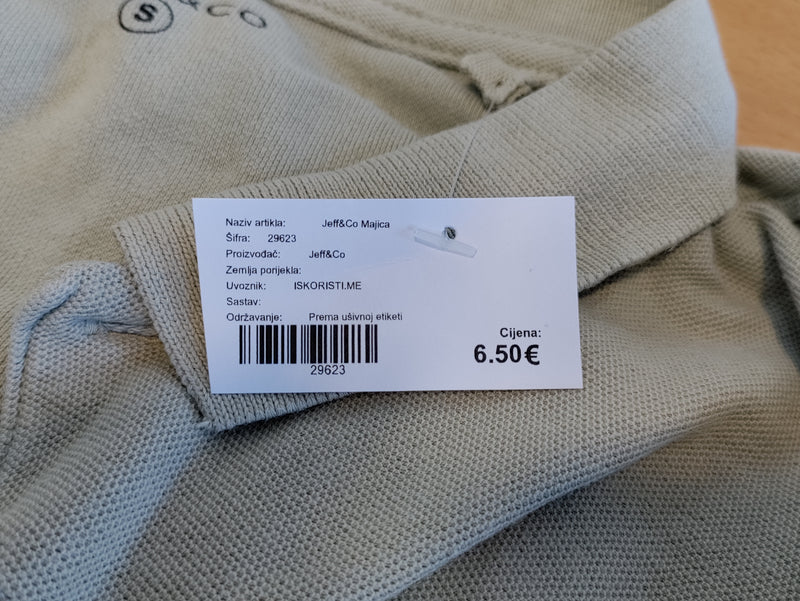 S
&CO
Naziv artikla: Jeff&Co Majica
Šifra: 29623
Proizvođač: Jeff&Co
Zemlja porijekla:
Uvoznik: ISKORISTI.ME
Sastav:
Održavanje: Prema ušivnoj etiketi
29623
Cijena:
6.50€